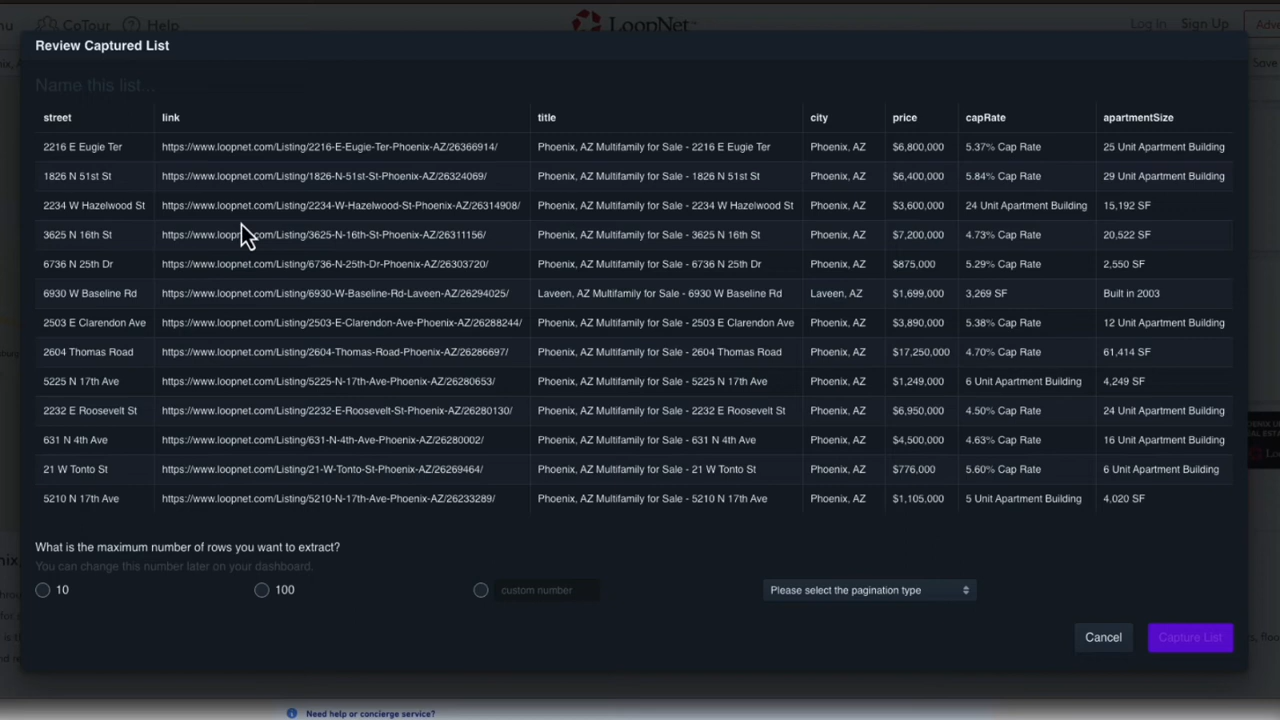 nu CoTour Help LoopNet Log In Sign Up Adv
Review Captured List
Save
Name this list...
street link title city price capRate apartmentSize
2216 E Eugie Ter https://www.loopnet.com/Listing/2216-E-Eugie-Ter-Phoenix-AZ/26366914/ Phoenix, AZ Multifamily for Sale - 2216 E Eugie Ter Phoenix, AZ $6,800,000 5.37% Cap Rate 25 Unit Apartment Building
1826 N 51st St https://www.loopnet.com/Listing/1826-N-51st-St-Phoenix-AZ/26324069/ Phoenix, AZ Multifamily for Sale - 1826 N 51st St Phoenix, AZ $6,400,000 5.84% Cap Rate 29 Unit Apartment Building
2234 W Hazelwood St https://www.loopnet.com/Listing/2234-W-Hazelwood-St-Phoenix-AZ/26314908/ Phoenix, AZ Multifamily for Sale - 2234 W Hazelwood St Phoenix, AZ $3,600,000 24 Unit Apartment Building 15,192 SF
3625 N 16th St https://www.loopnet.com/Listing/3625-N-16th-St-Phoenix-AZ/26311156/ Phoenix, AZ Multifamily for Sale - 3625 N 16th St Phoenix, AZ $7,200,000 4.73% Cap Rate 20,522 SF
6736 N 25th Dr https://www.loopnet.com/Listing/6736-N-25th-Dr-Phoenix-AZ/26303720/ Phoenix, AZ Multifamily for Sale - 6736 N 25th Dr Phoenix, AZ $875,000 5.29% Cap Rate 2,550 SF
6930 W Baseline Rd https://www.loopnet.com/Listing/6930-W-Baseline-Rd-Laveen-AZ/26294025/ Laveen, AZ Multifamily for Sale - 6930 W Baseline Rd Laveen, AZ $1,699,000 3,269 SF Built in 2003
2503 E Clarendon Ave https://www.loopnet.com/Listing/2503-E-Clarendon-Ave-Phoenix-AZ/26288244/ Phoenix, AZ Multifamily for Sale - 2503 E Clarendon Ave Phoenix, AZ $3,890,000 5.38% Cap Rate 12 Unit Apartment Building
2604 Thomas Road https://www.loopnet.com/Listing/2604-Thomas-Road-Phoenix-AZ/26286697/ Phoenix, AZ Multifamily for Sale - 2604 Thomas Road Phoenix, AZ $17,250,000 4.70% Cap Rate 61,414 SF
5225 N 17th Ave https://www.loopnet.com/Listing/5225-N-17th-Ave-Phoenix-AZ/26280653/ Phoenix, AZ Multifamily for Sale - 5225 N 17th Ave Phoenix, AZ $1,249,000 6 Unit Apartment Building 4,249 SF
2232 E Roosevelt St https://www.loopnet.com/Listing/2232-E-Roosevelt-St-Phoenix-AZ/26280130/ Phoenix, AZ Multifamily for Sale - 2232 E Roosevelt St Phoenix, AZ $6,950,000 4.50% Cap Rate 24 Unit Apartment Building
631 N 4th Ave https://www.loopnet.com/Listing/631-N-4th-Ave-Phoenix-AZ/26280002/ Phoenix, AZ Multifamily for Sale - 631 N 4th Ave Phoenix, AZ $4,500,000 4.63% Cap Rate 16 Unit Apartment Building
21 W Tonto St https://www.loopnet.com/Listing/21-W-Tonto-St-Phoenix-AZ/26269464/ Phoenix, AZ Multifamily for Sale - 21 W Tonto St Phoenix, AZ $776,000 5.60% Cap Rate 6 Unit Apartment Building
5210 N 17th Ave https://www.loopnet.com/Listing/5210-N-17th-Ave-Phoenix-AZ/26233289/ Phoenix, AZ Multifamily for Sale - 5210 N 17th Ave Phoenix, AZ $1,105,000 5 Unit Apartment Building 4,020 SF
What is the maximum number of rows you want to extract?
You can change this number later on your dashboard.
10 100 custom number Please select the pagination type
Cancel Capture List
Need help or concierge service?